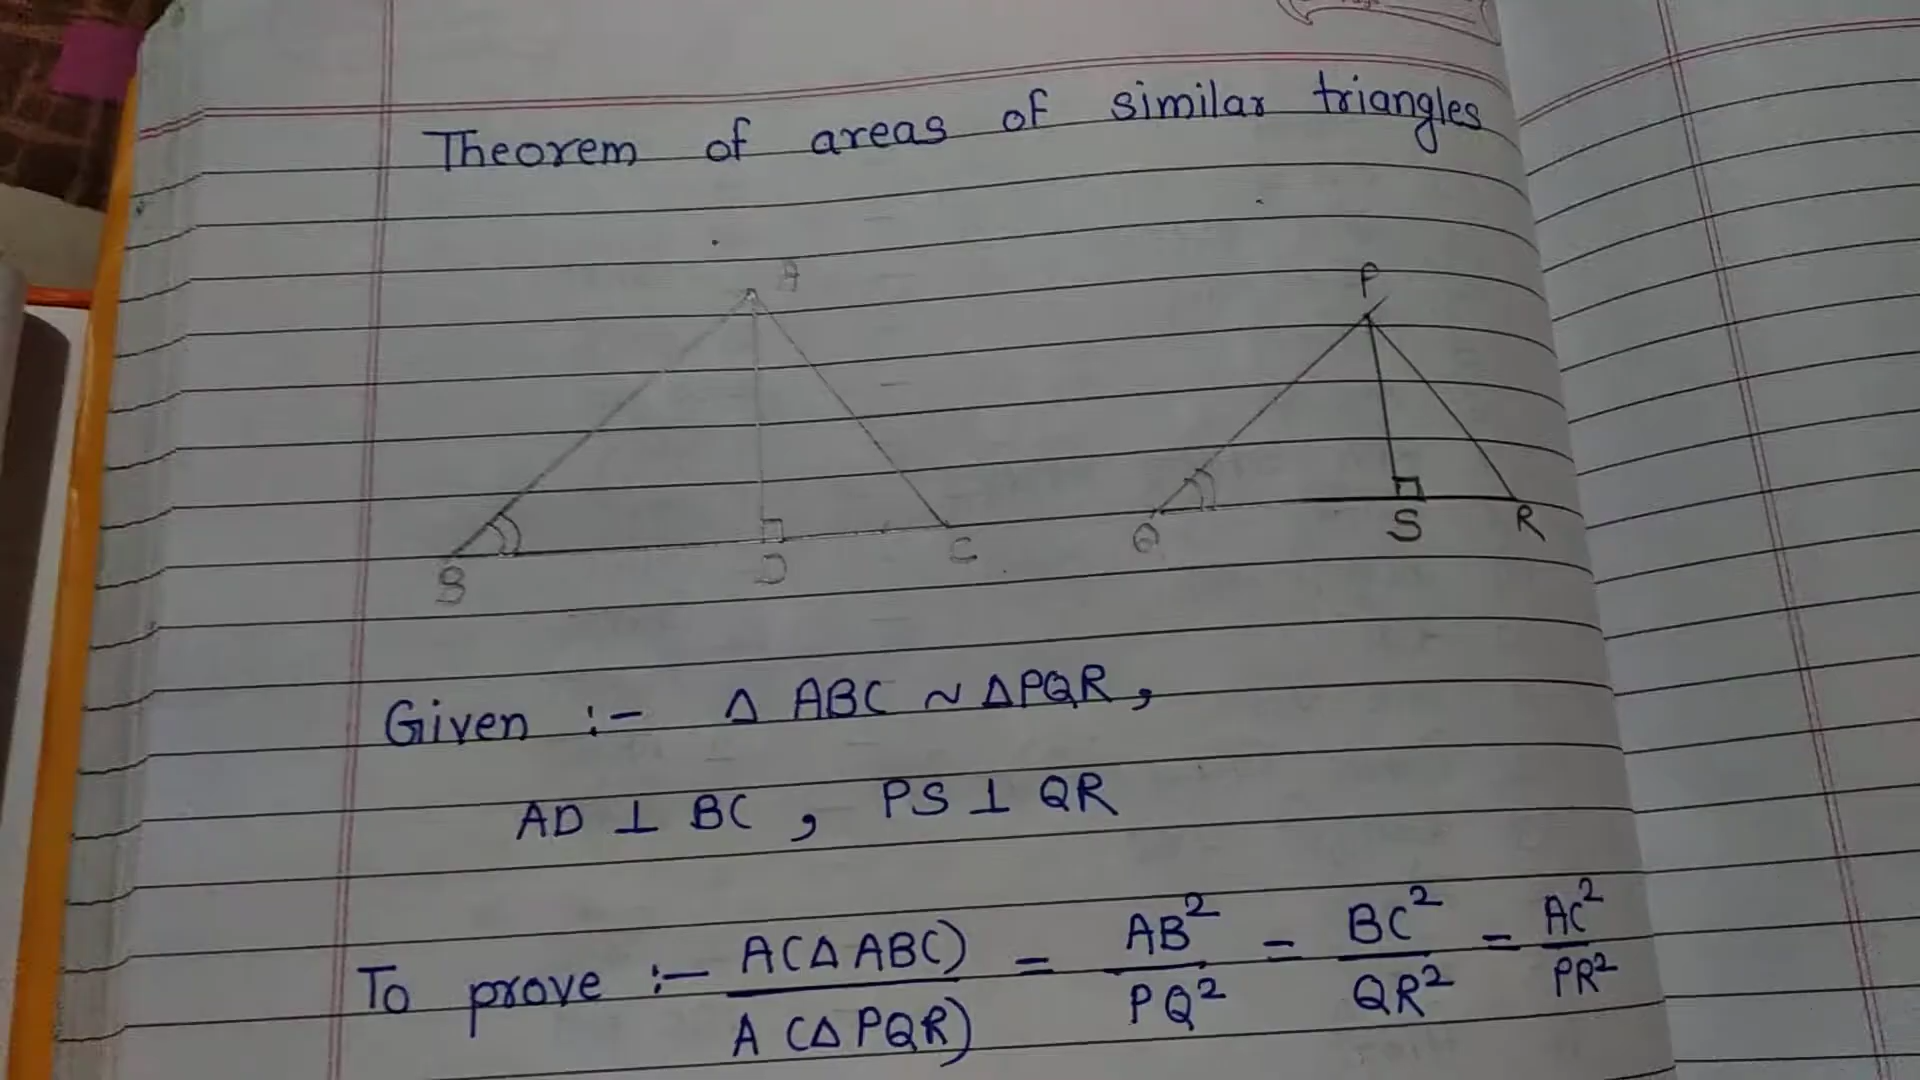 Theorem of areas of similar triangles
A
P
B
D
C
Q
S
R
Given :- △ ABC ~ △PQR,
AD ⊥ BC , PS ⊥ QR
To prove :- A(△ ABC) / A (△ PQR) = AB² / PQ² = BC² / QR² = AC² / PR²